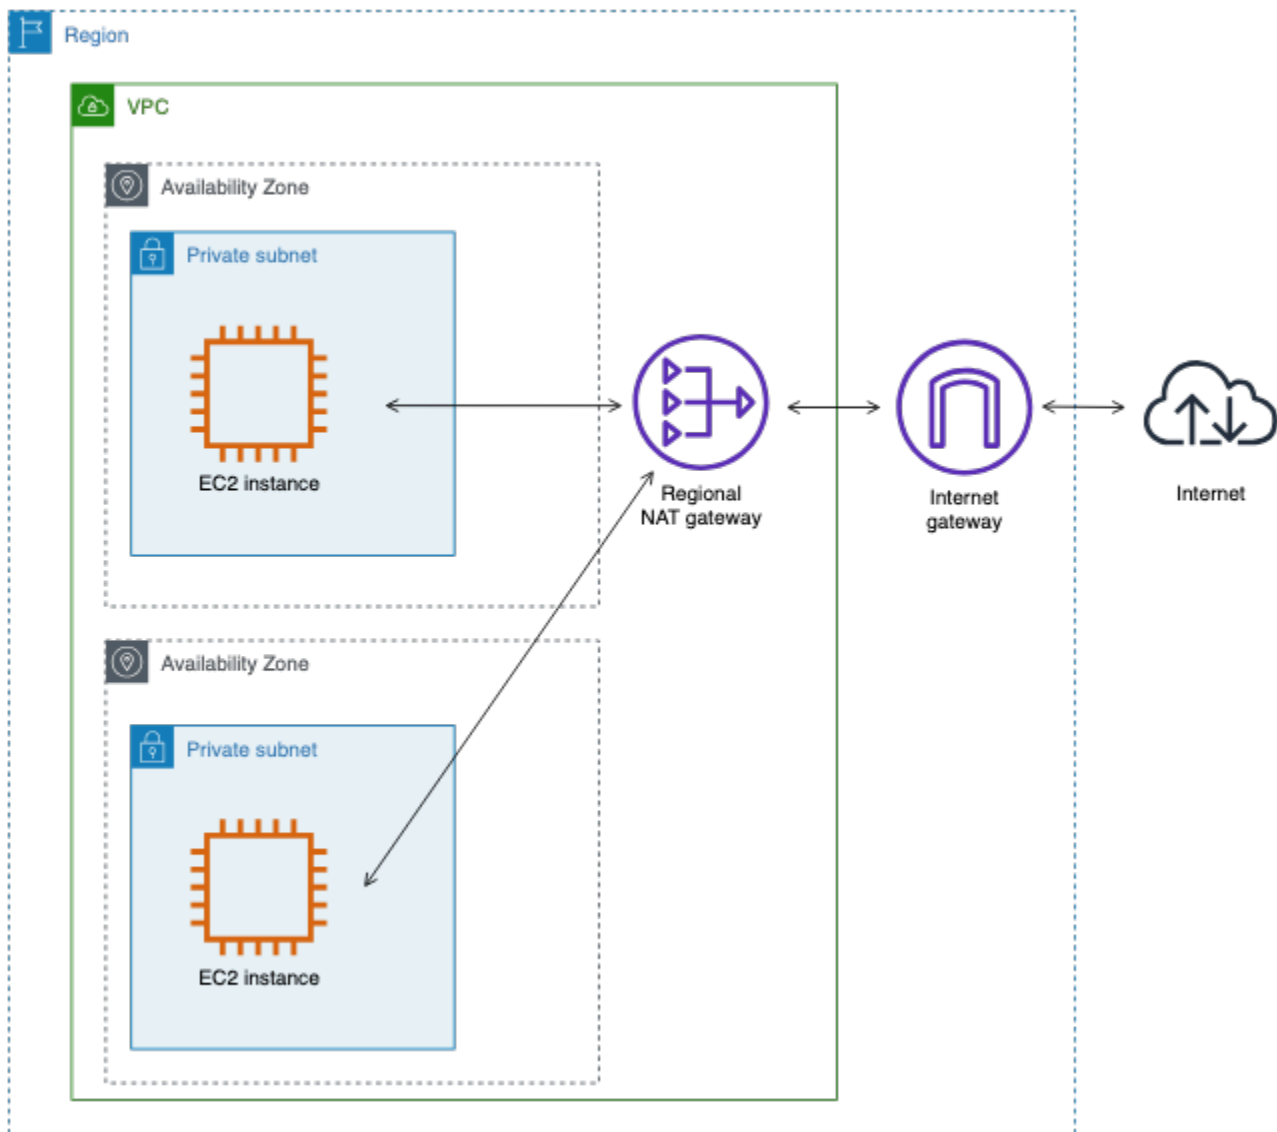 Region
VPC
Availability Zone
Private subnet
EC2 instance
Regional
NAT gateway
Internet
gateway
Internet
Availability Zone
Private subnet
EC2 instance